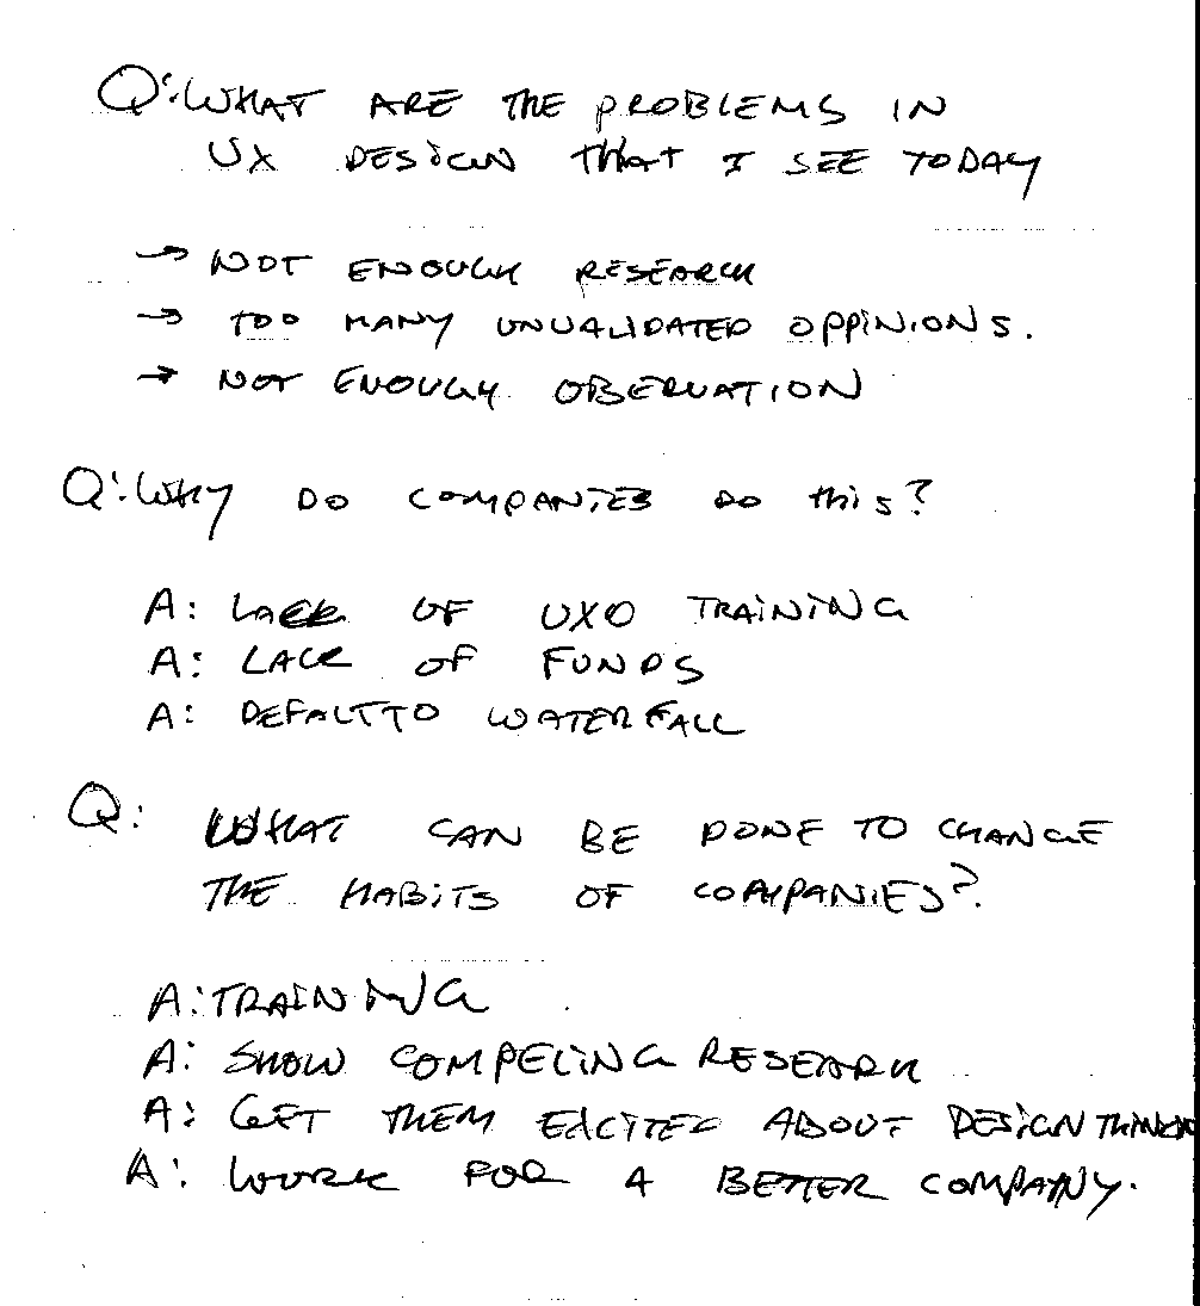 Q: WHAT ARE THE PROBLEMS IN
UX DESIGN THAT I SEE TODAY
→ NOT ENOUGH RESEARCH
→ TOO MANY UNVALIDATED OPPINIONS.
→ NOT ENOUGH OBSERVATION
Q: WHY DO COMPANIES DO THIS?
A: LACK OF UXD TRAINING
A: LACK OF FUNDS
A: DEFALT TO WATERFALL
Q: WHAT CAN BE DONE TO CHANGE
THE HABITS OF COMPANIES?
A: TRAINING
A: SHOW COMPELING RESEARCH
A: GET THEM EXCITED ABOUT DESIGN
A: WORK FOR A BETTER COMPANY.